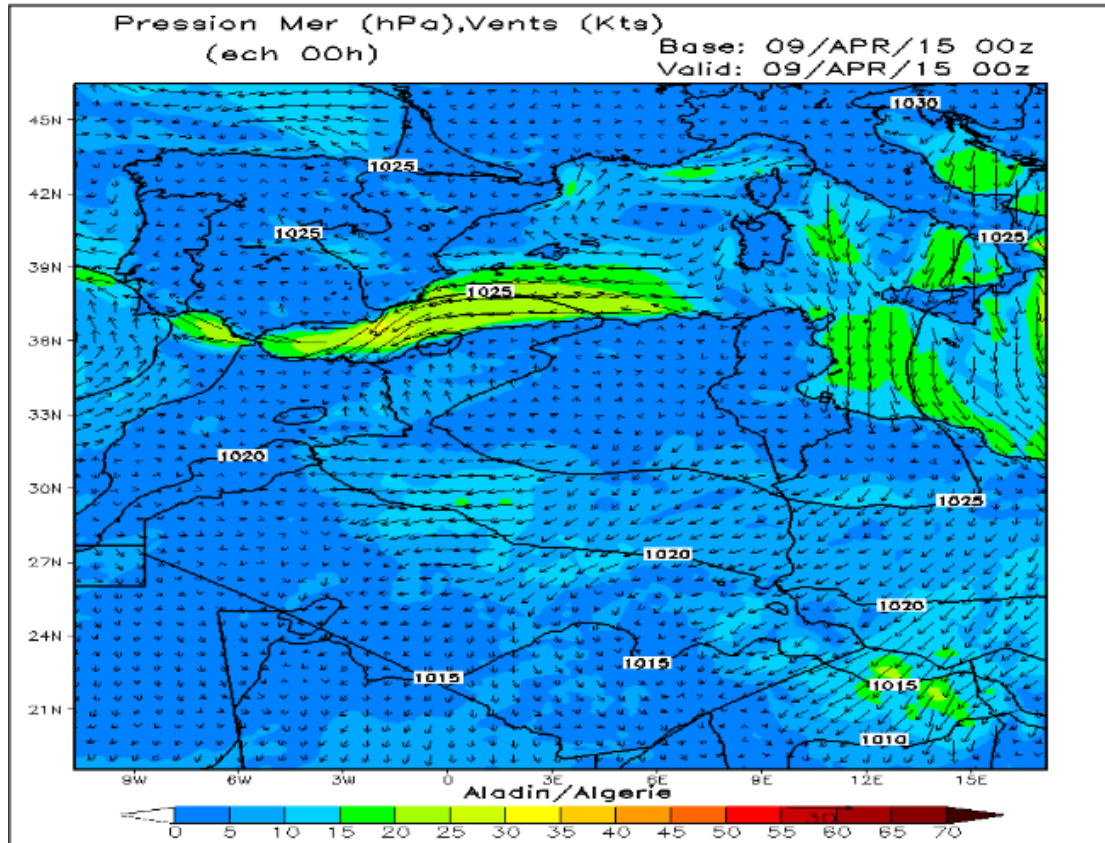 Pression Mer (hPa),Vents (Kts)
(ech 00h)
Base: 09/APR/15 00z
Valid: 09/APR/15 00z
45N
1030
1025
42N
1025
1025
39N
1025
36N
33N
1020
30N
1025
27N
1020
1020
24N
1015
1015
1015
21N
1010
9W 6W 3W 0 3E 6E 9E 12E 15E
Aladin/Algerie
30
0 5 10 15 20 25 30 35 40 45 50 55 60 65 70